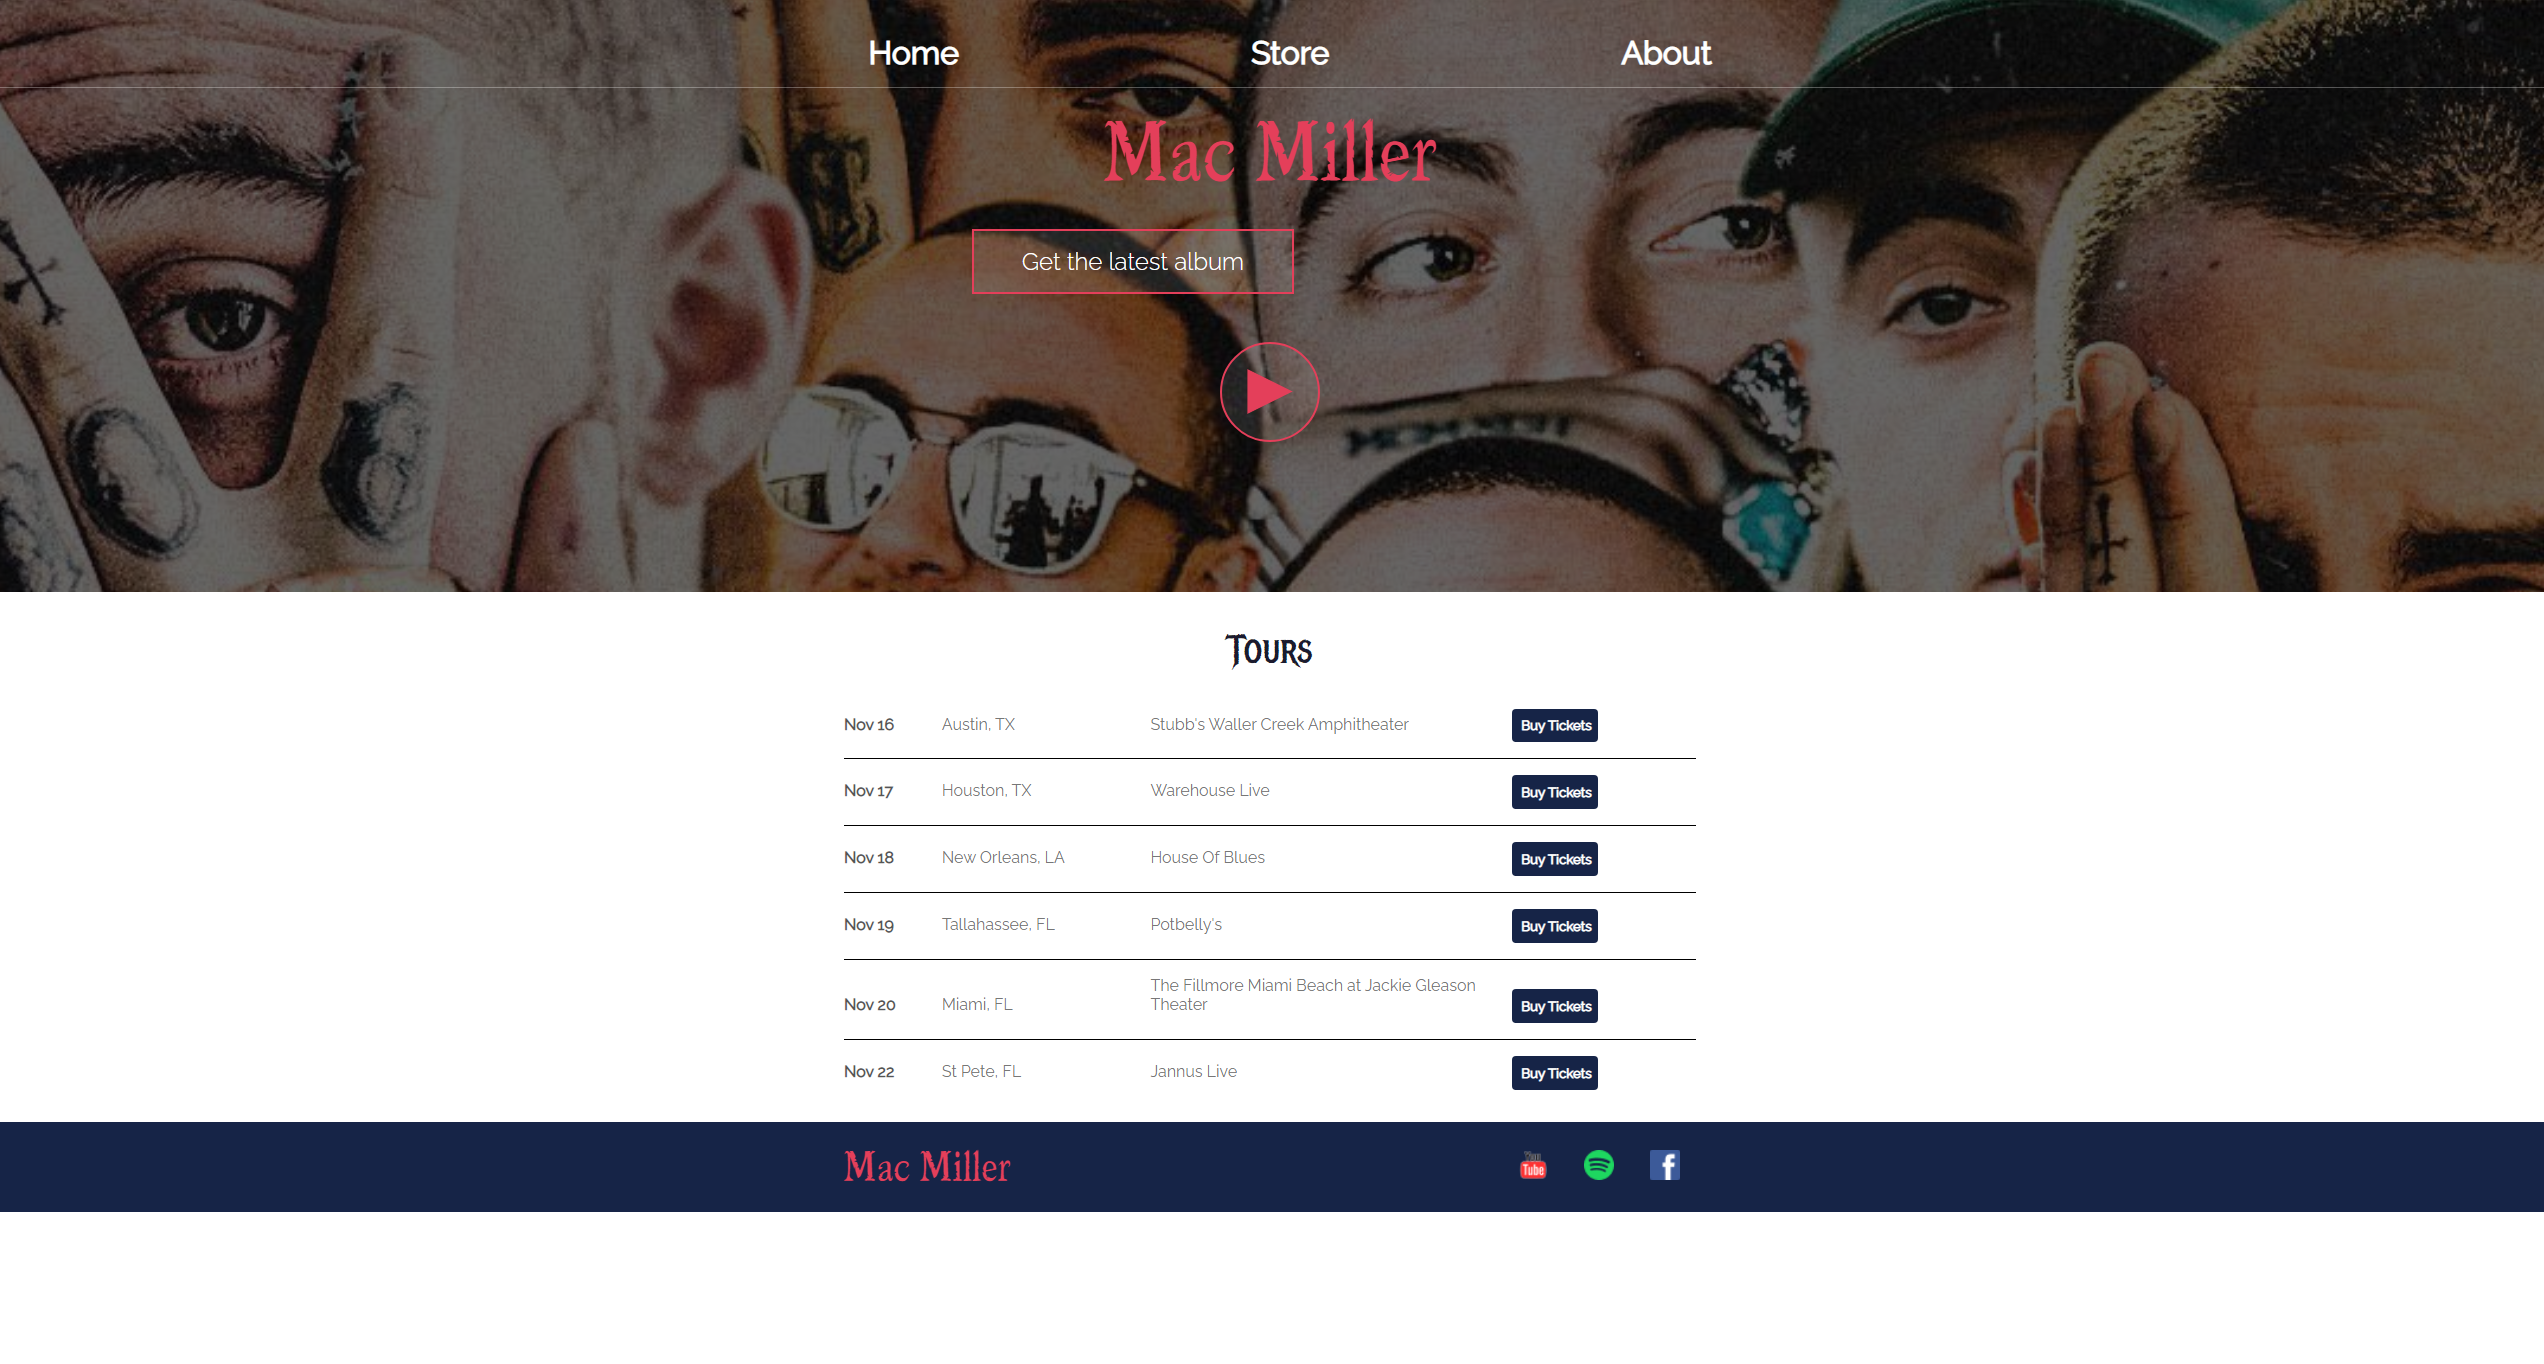 Home Store About
Mac Miller
Get the latest album
Tours
Nov 16 Austin, TX Stubb's Waller Creek Amphitheater Buy Tickets
Nov 17 Houston, TX Warehouse Live Buy Tickets
Nov 18 New Orleans, LA House Of Blues Buy Tickets
Nov 19 Tallahassee, FL Potbelly's Buy Tickets
Nov 20 Miami, FL The Fillmore Miami Beach at Jackie Gleason
Theater Buy Tickets
Nov 22 St Pete, FL Jannus Live Buy Tickets
Mac Miller You
Tube